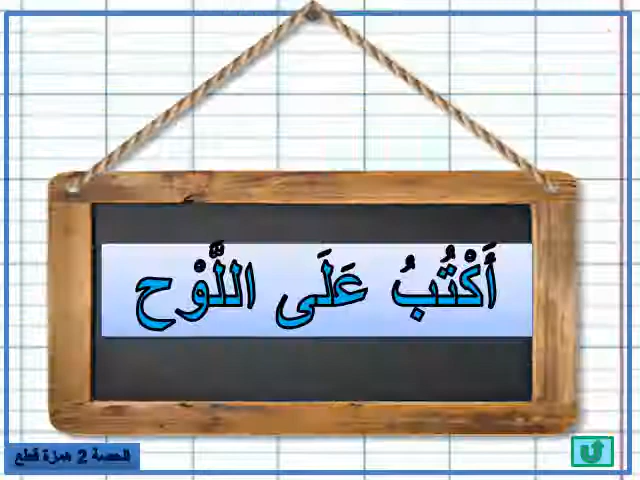 أَكْتُبُ عَلَى اللَّوْح
الحصة 2 همزة قطع